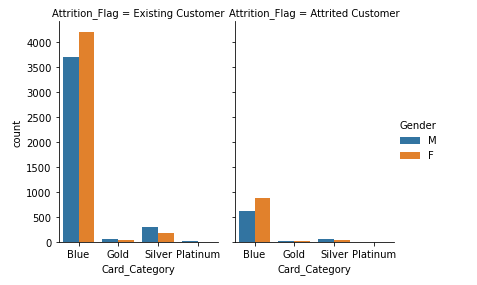 Attrition_Flag = Existing Customer
Attrition_Flag = Attrited Customer
4000
3500
3000
2500
2000
1500
1000
500
0
count
Blue
Gold
Silver
Platinum
Card_Category
Blue
Gold
Silver
Platinum
Card_Category
Gender
M
F